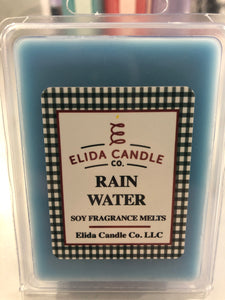 ELIDA CANDLE
CO.
RAIN
WATER
SOY FRAGRANCE MELTS
Elida Candle Co. LLC